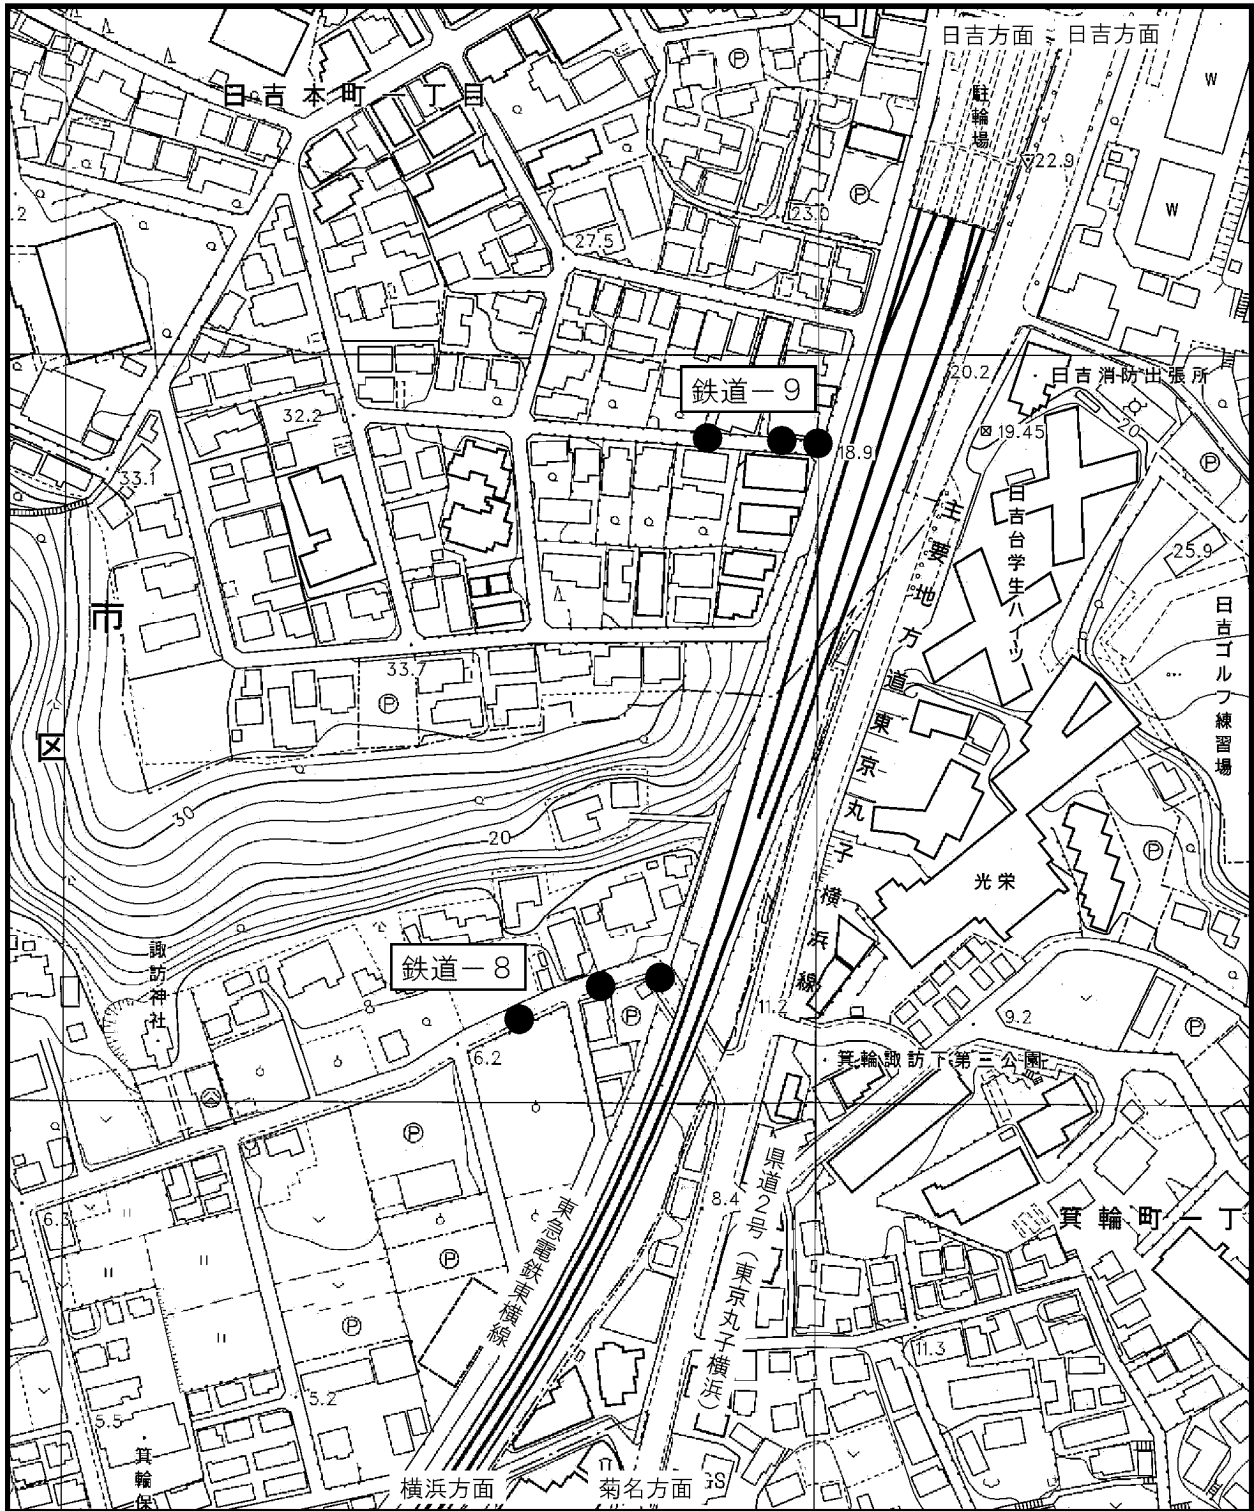 日吉方面
日吉方面
日吉本町一丁目
駐輪場
22.9
W
W
P
P
23.0
27.5
.2
20.2
日吉消防出張所
鉄道－9
19.45
20
18.9
32.2
33.1
P
主要地方道東京丸子横浜線
日吉台学生ハイツ
25.9
日吉ゴルフ練習場
市
33.7
P
区
30
20
光栄
P
諏訪神社
鉄道－8
P
11.2
9.2
P
6.2
箕輪諏訪下第三公園
P
県道2号（東京丸子横浜）
8.4
6.3
箕輪町一丁
東急電鉄東横線
P
P
11.3
5.2
5.5
箕輪保
横浜方面
菊名方面
GS